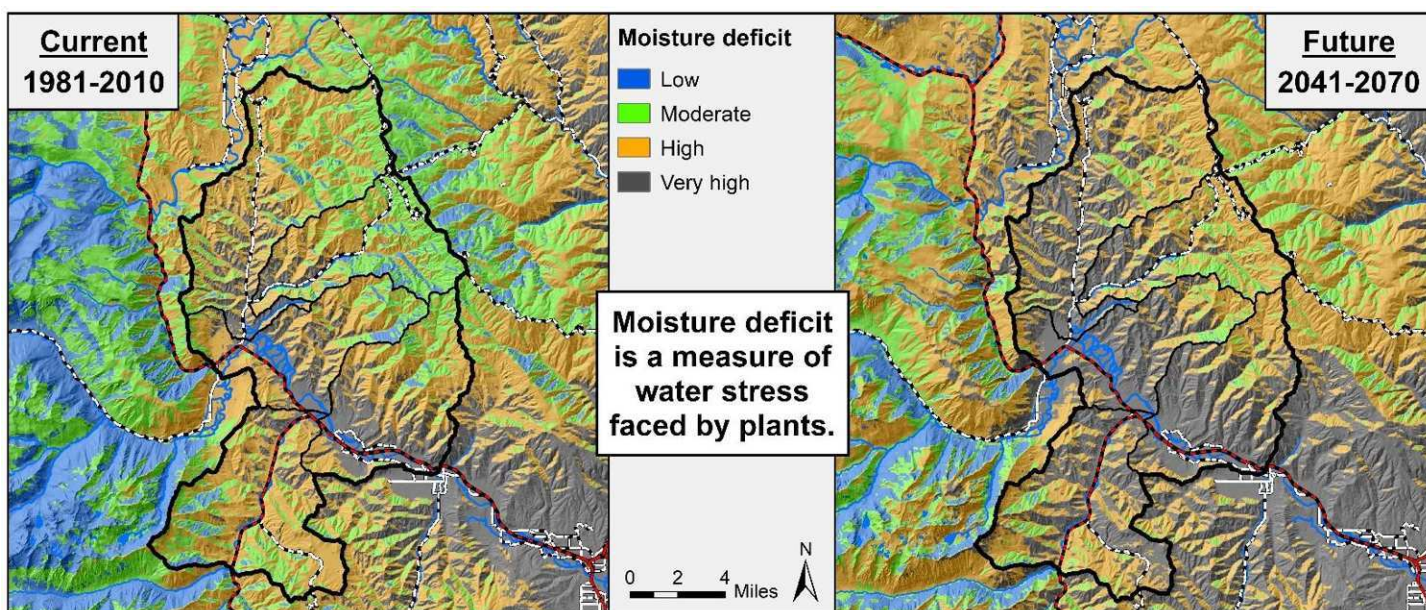 Current
1981-2010
Moisture deficit
Low
Moderate
High
Very high
Moisture deficit
is a measure of
water stress
faced by plants.
N
0 2 4 Miles
Future
2041-2070